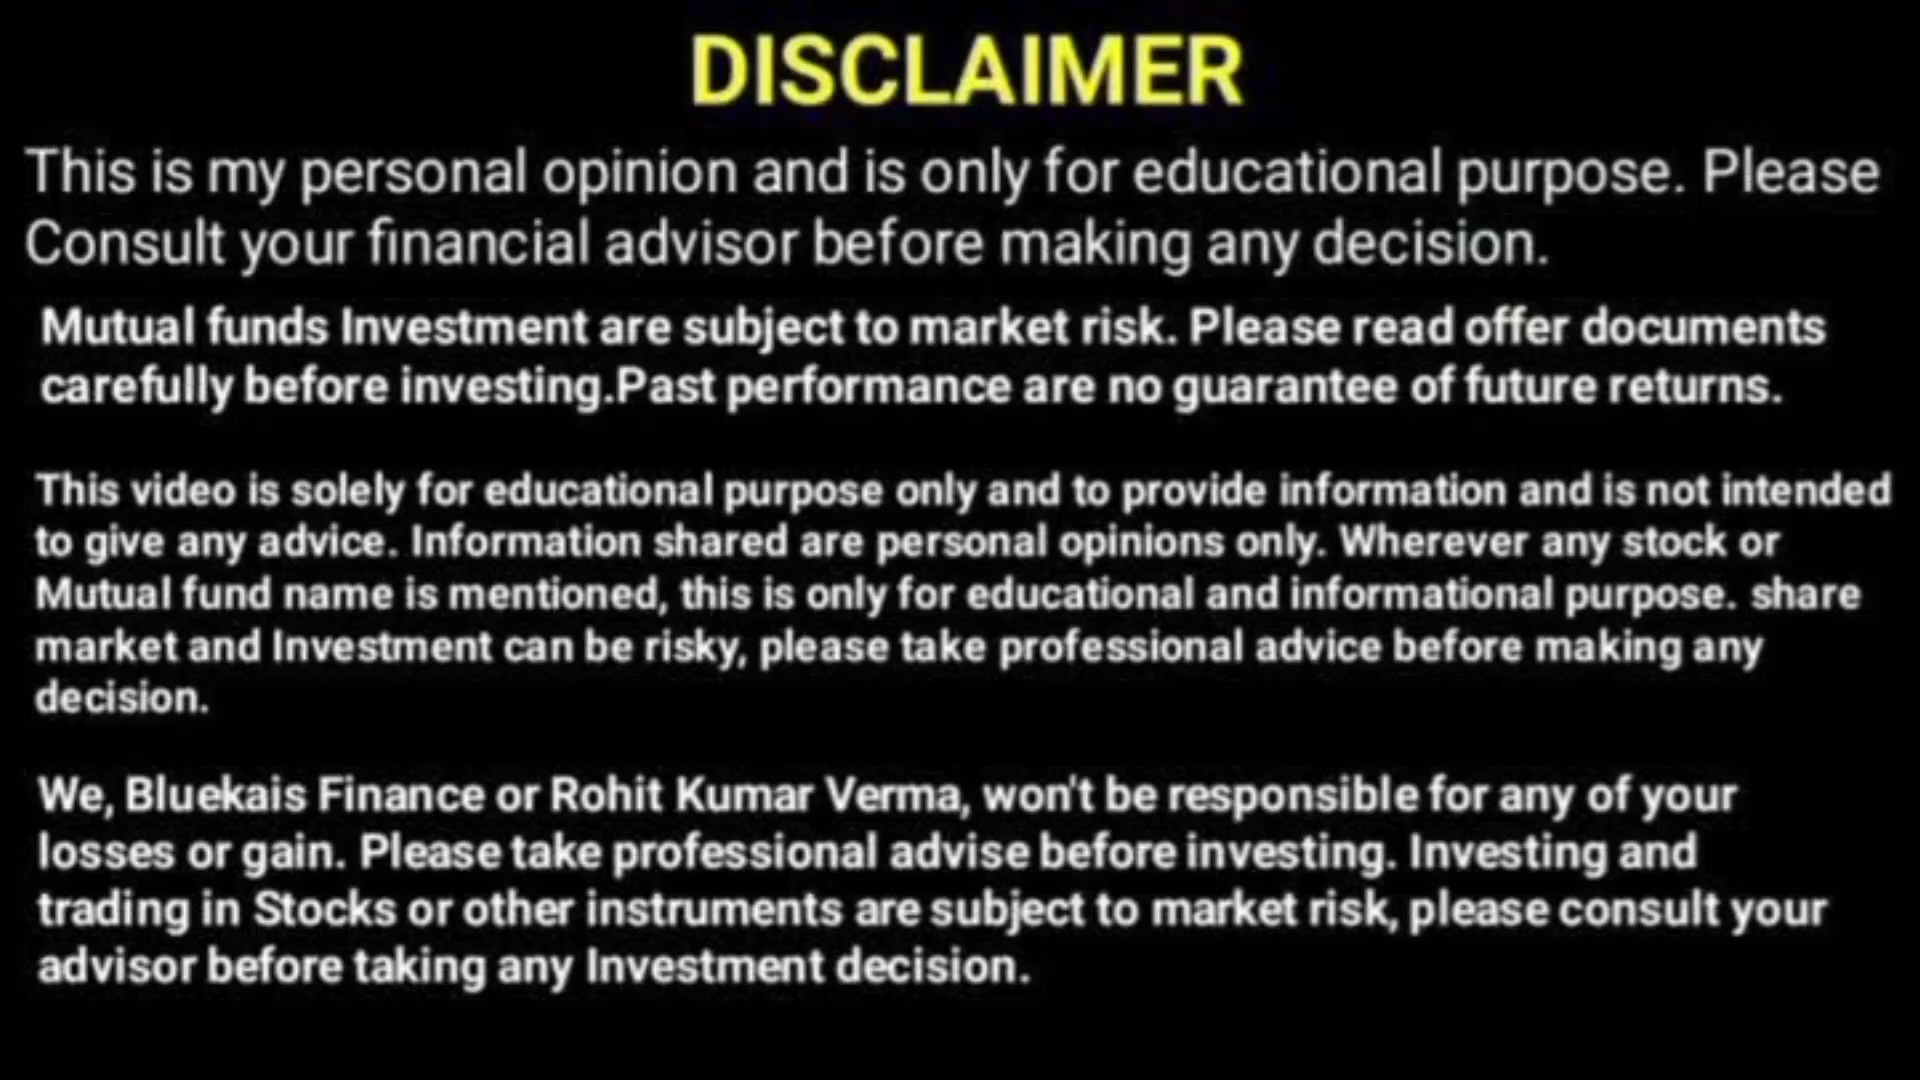 DISCLAIMER
This is my personal opinion and is only for educational purpose. Please
Consult your financial advisor before making any decision.
Mutual funds Investment are subject to market risk. Please read offer documents
carefully before investing.Past performance are no guarantee of future returns.
This video is solely for educational purpose only and to provide information and is not intended
to give any advice. Information shared are personal opinions only. Wherever any stock or
Mutual fund name is mentioned, this is only for educational and informational purpose. share
market and Investment can be risky, please take professional advice before making any
decision.
We, Bluekais Finance or Rohit Kumar Verma, won't be responsible for any of your
losses or gain. Please take professional advise before investing. Investing and
trading in Stocks or other instruments are subject to market risk, please consult your
advisor before taking any Investment decision.